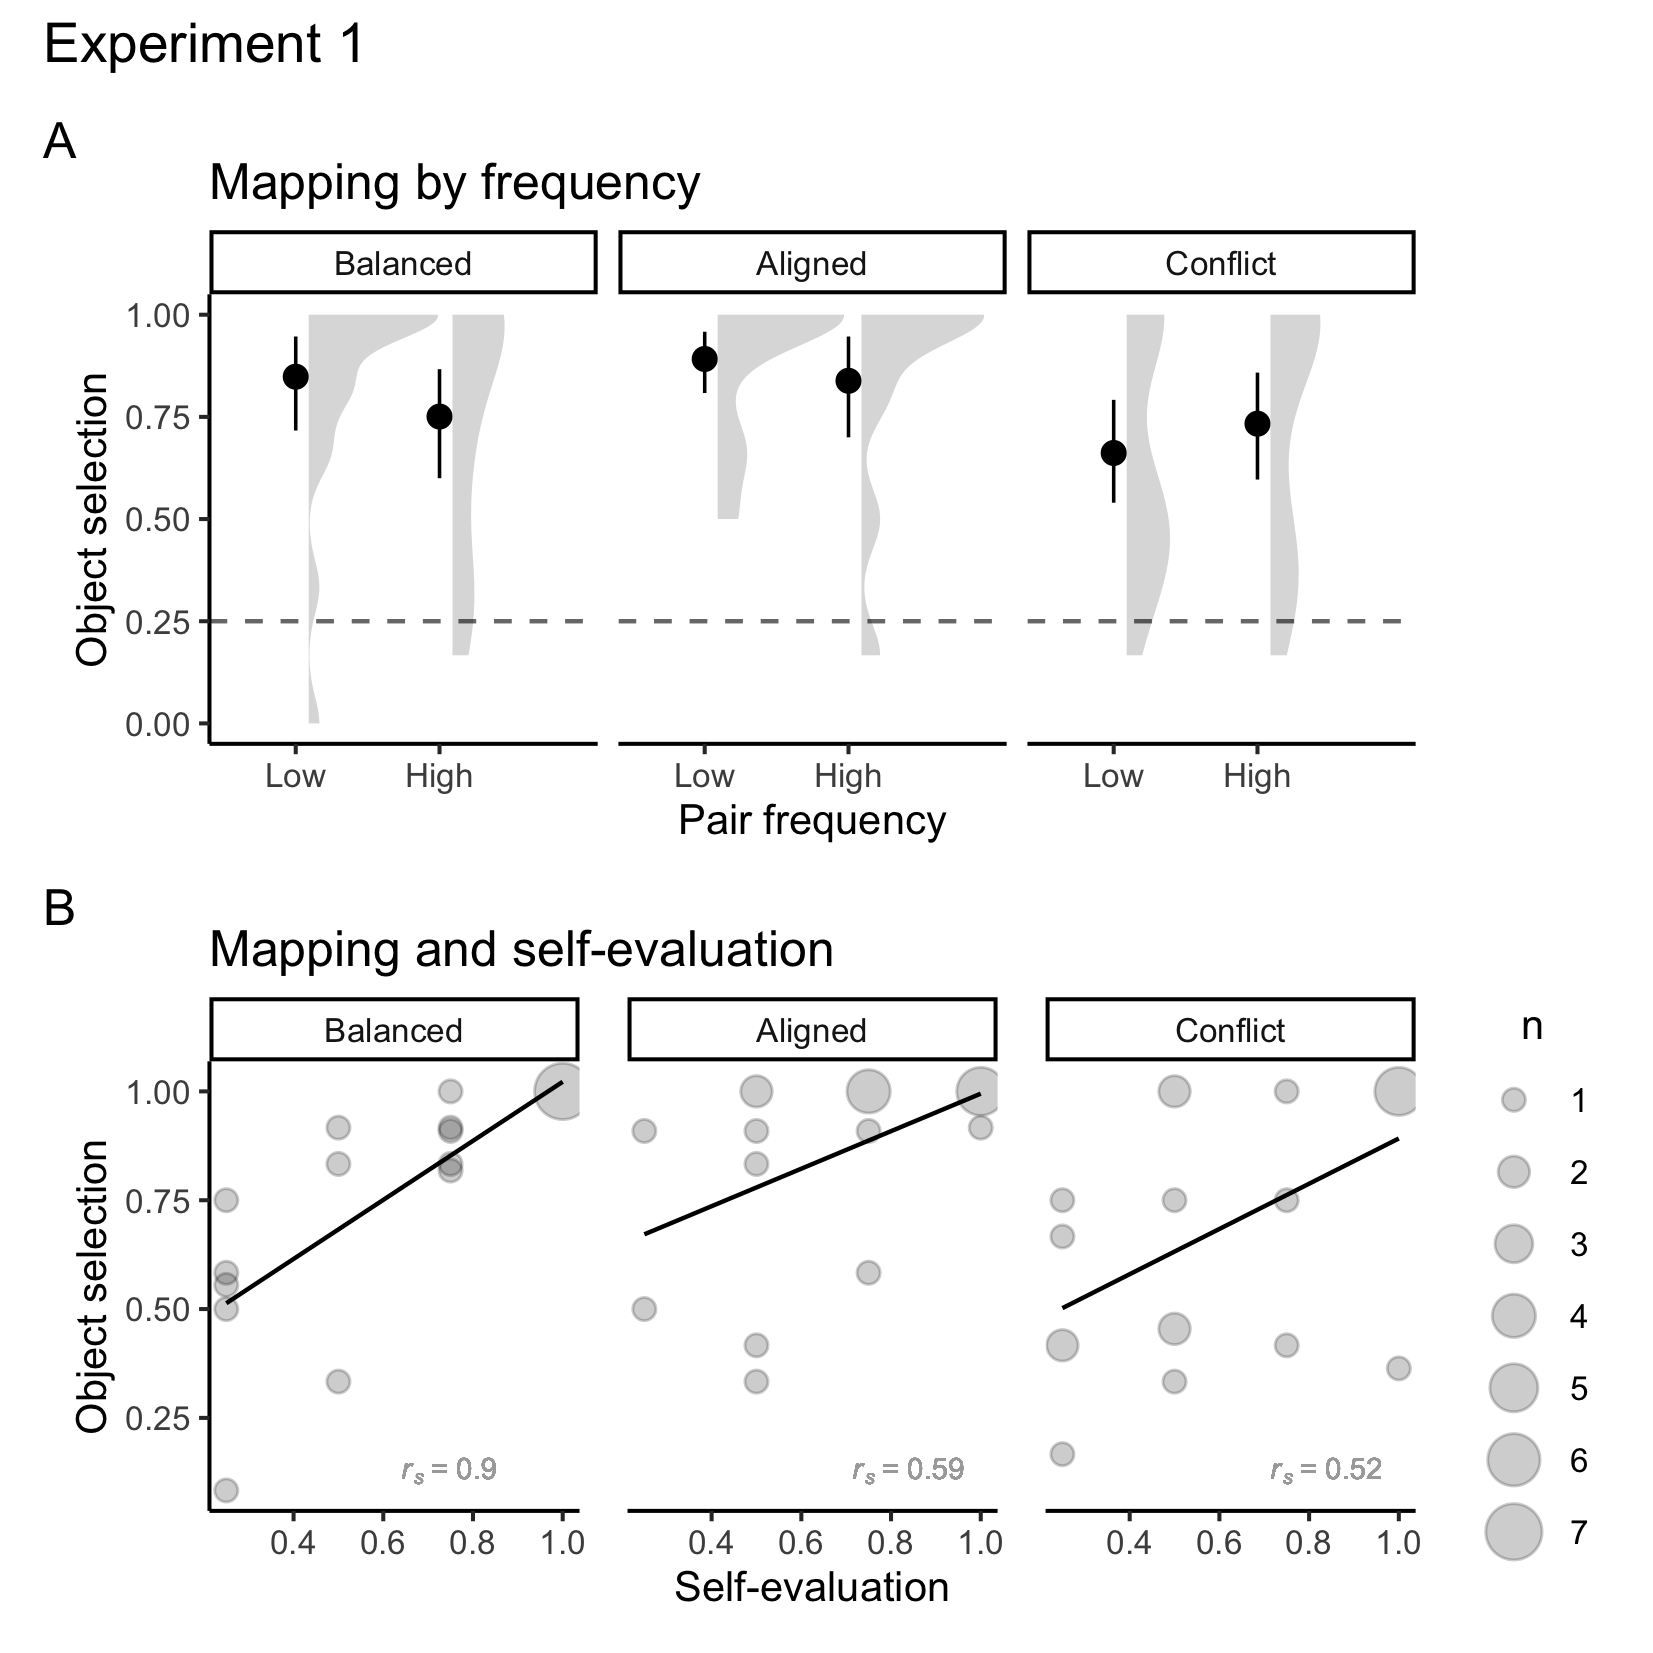 Experiment 1
A
Mapping by frequency
Balanced
Aligned
Conflict
Object selection
1.00
0.75
0.50
0.25
0.00
Low
High
Low
High
Low
High
Pair frequency
B
Mapping and self-evaluation
Balanced
Aligned
Conflict
Object selection
1.00
0.75
0.50
0.25
rs = 0.9
rs = 0.59
rs = 0.52
0.4 0.6 0.8 1.0
0.4 0.6 0.8 1.0
0.4 0.6 0.8 1.0
Self-evaluation
n
1
2
3
4
5
6
7